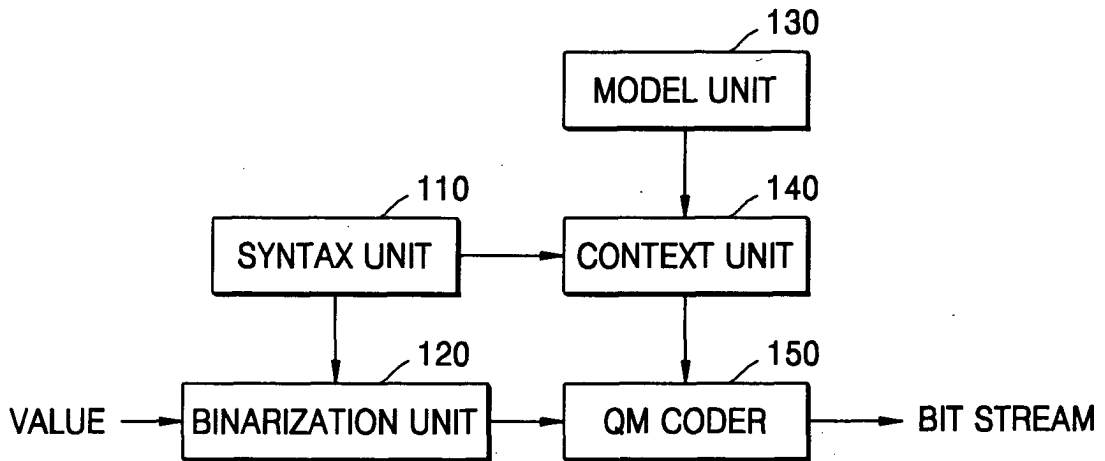 130
MODEL UNIT
110
140
SYNTAX UNIT
CONTEXT UNIT
120
150
VALUE
BINARIZATION UNIT
QM CODER
BIT STREAM